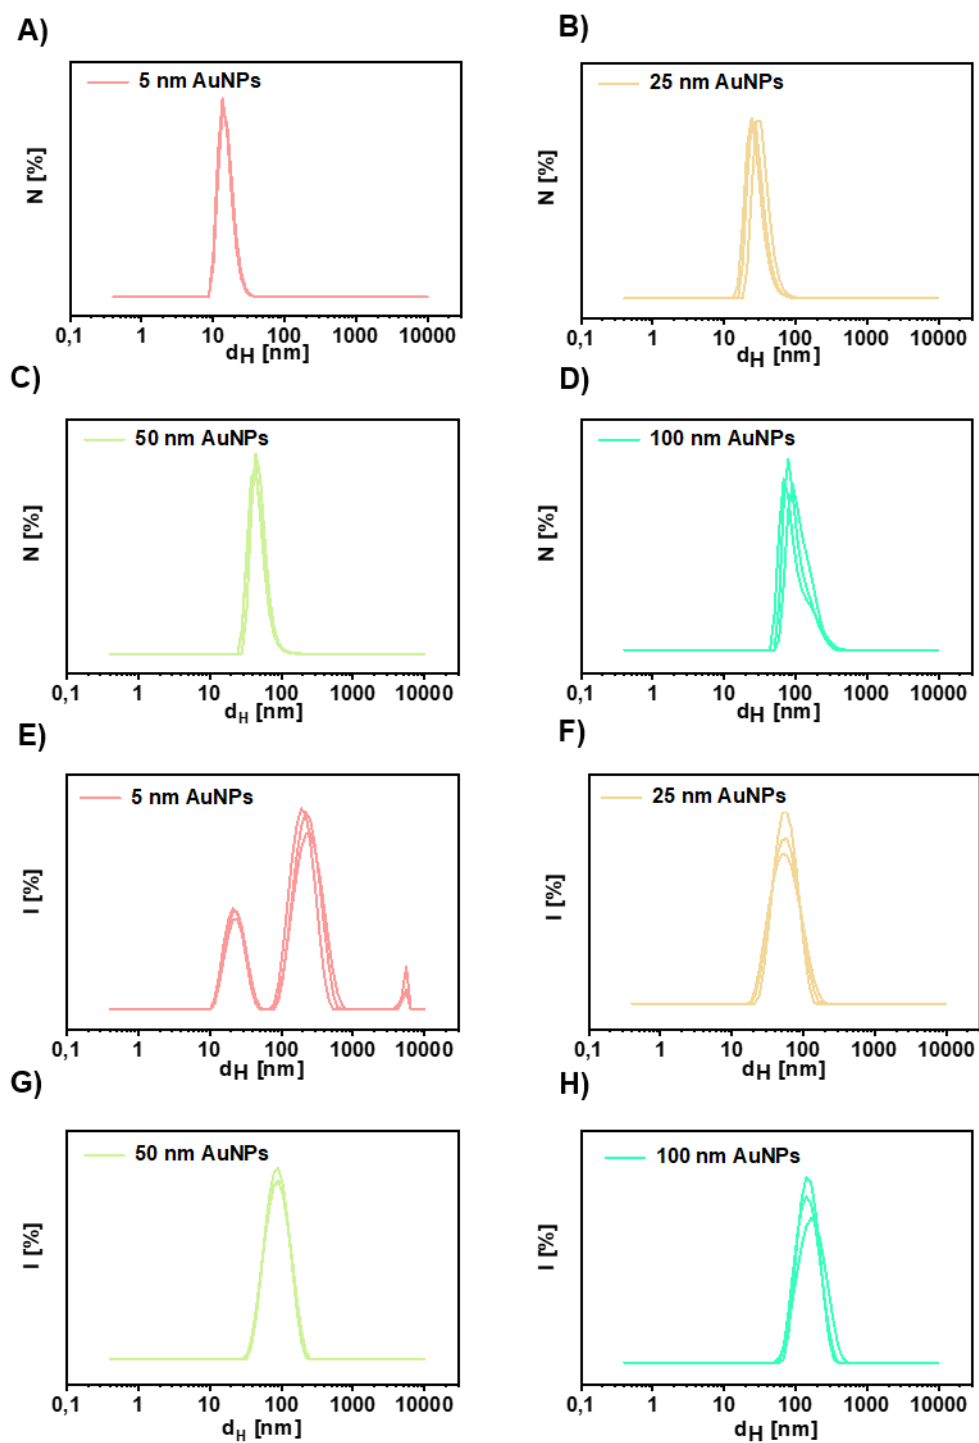 A)
5 nm AuNPs
N [%]
0,1 1 10 100 1000 10000
dH [nm]
B)
25 nm AuNPs
N [%]
0,1 1 10 100 1000 10000
dH [nm]
C)
50 nm AuNPs
N [%]
0,1 1 10 100 1000 10000
dH [nm]
D)
100 nm AuNPs
N [%]
0,1 1 10 100 1000 10000
dH [nm]
E)
5 nm AuNPs
I [%]
0,1 1 10 100 1000 10000
dH [nm]
F)
25 nm AuNPs
I [%]
0,1 1 10 100 1000 10000
dH [nm]
G)
50 nm AuNPs
I [%]
0,1 1 10 100 1000 10000
dH [nm]
H)
100 nm AuNPs
I [%]
0,1 1 10 100 1000 10000
dH [nm]